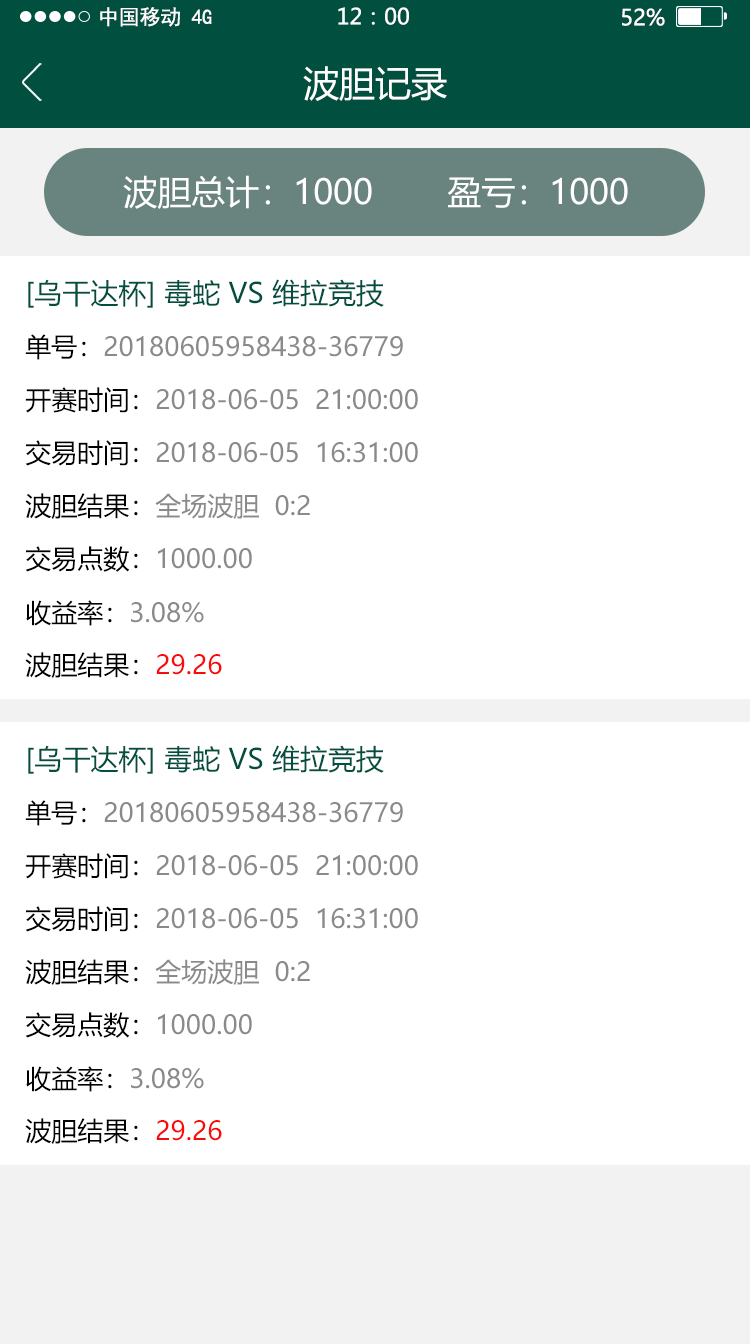 中国移动 4G 12：00 52%
波胆记录
波胆总计：1000 盈亏：1000
[乌干达杯] 毒蛇 VS 维拉竞技
单号：20180605958438-36779
开赛时间：2018-06-05 21:00:00
交易时间：2018-06-05 16:31:00
波胆结果：全场波胆 0:2
交易点数：1000.00
收益率：3.08%
波胆结果：29.26
[乌干达杯] 毒蛇 VS 维拉竞技
单号：20180605958438-36779
开赛时间：2018-06-05 21:00:00
交易时间：2018-06-05 16:31:00
波胆结果：全场波胆 0:2
交易点数：1000.00
收益率：3.08%
波胆结果：29.26